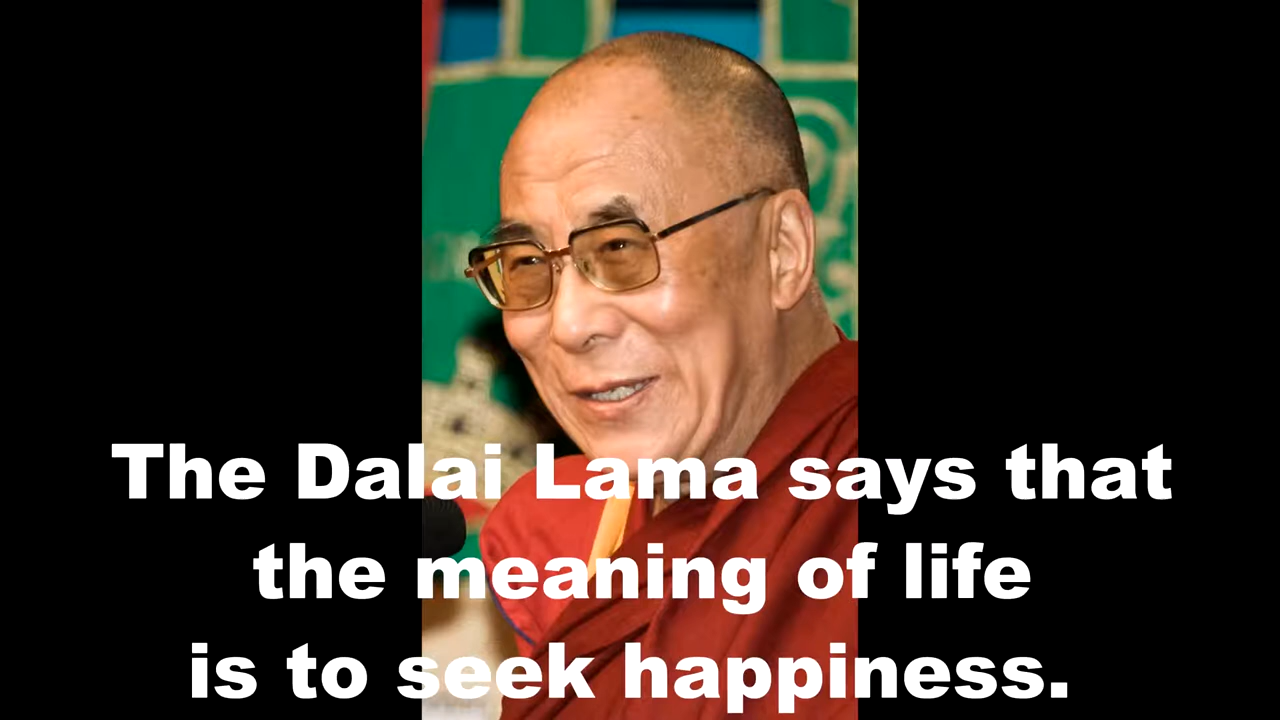 The Dalai Lama says that
the meaning of life
is to seek happiness.